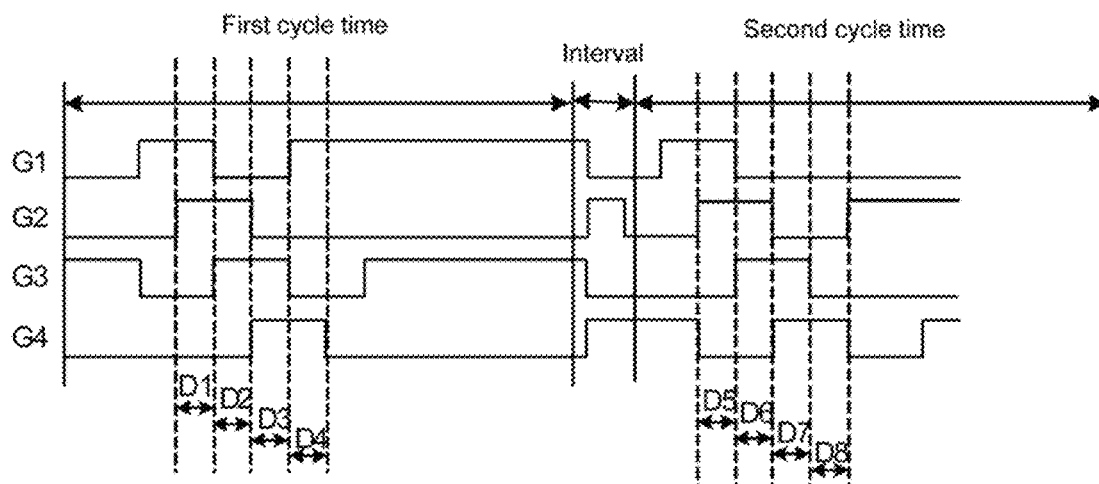 First cycle time
Interval
Second cycle time
G1
G2
G3
G4
D1
D2
D3
D4
D5
D6
D7
D8